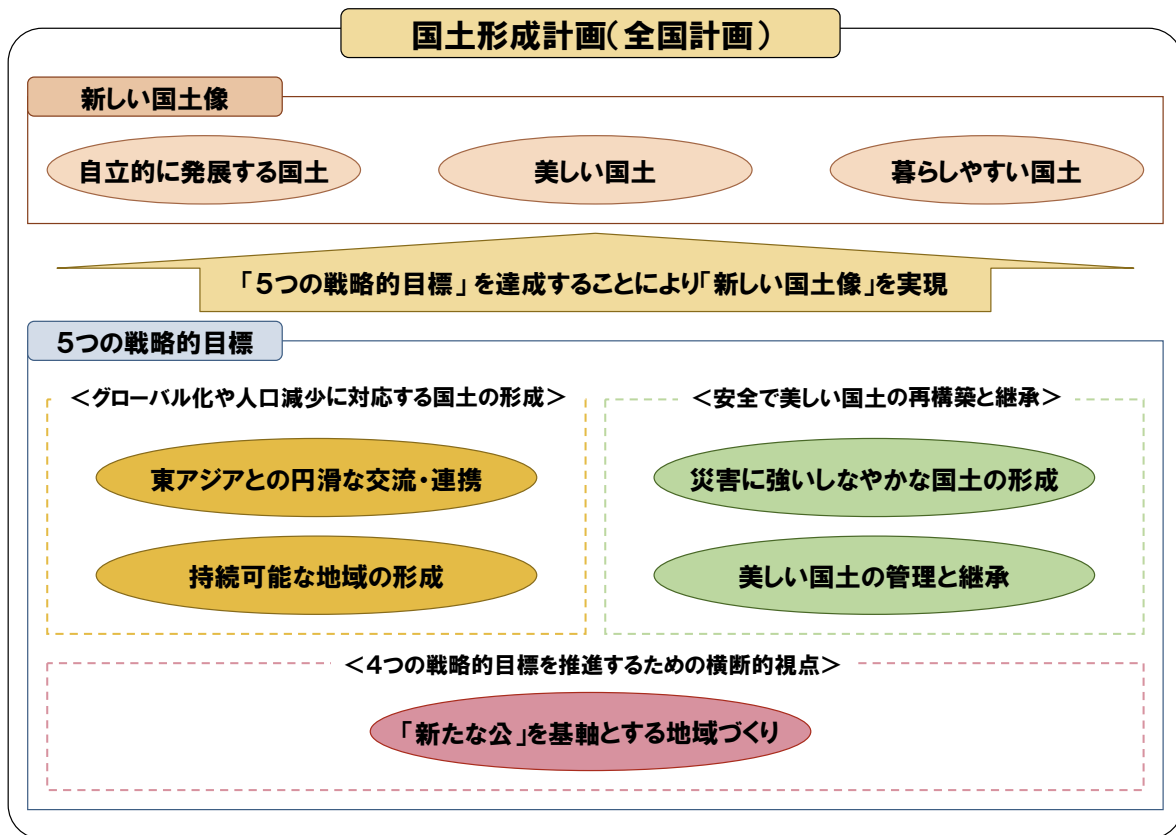 国土形成計画(全国計画)
新しい国土像
自立的に発展する国土
美しい国土
暮らしやすい国土
「5つの戦略的目標」を達成することにより「新しい国土像」を実現
5つの戦略的目標
<グローバル化や人口減少に対応する国土の形成>
東アジアとの円滑な交流・連携
持続可能な地域の形成
<安全で美しい国土の再構築と継承>
災害に強いしなやかな国土の形成
美しい国土の管理と継承
<4つの戦略的目標を推進するための横断的視点>
「新たな公」を基軸とする地域づくり